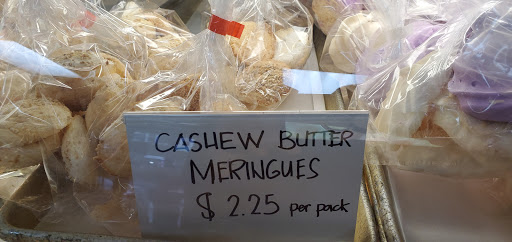 CASHEW BUTTER
MERINGUES
$ 2.25 per pack